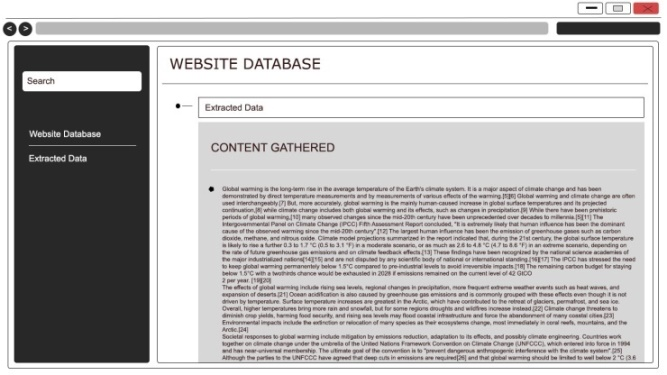 < >
Search
Website Database
Extracted Data
WEBSITE DATABASE
Extracted Data
CONTENT GATHERED
Global warming is the long-term rise in the average temperature of the Earth's climate system. It is a major aspect of climate change and has been
demonstrated by direct temperature measurements and by measurements of various effects of the warming.[5][6] Global warming and climate change are often
used interchangeably.[7] But, more accurately, global warming is the mainly human-caused increase in global surface temperatures and its projected
continuation,[8] while climate change includes both global warming and its effects, such as changes in precipitation.[9] While there have been prehistoric
periods of global warming,[10] many observed changes since the mid-20th century have been unprecedented over decades to millennia.[5][11] The
Intergovernmental Panel on Climate Change (IPCC) Fifth Assessment Report concluded, "It is extremely likely that human influence has been the dominant
cause of the observed warming since the mid-20th century".[12] The largest human influence has been the emission of greenhouse gases such as carbon
dioxide, methane, and nitrous oxide. Climate model projections summarized in the report indicated that, during the 21st century, the global surface temperature
is likely to rise a further 0.3 to 1.7 °C (0.5 to 3.1 °F) in a moderate scenario, or as much as 2.6 to 4.8 °C (4.7 to 8.6 °F) in an extreme scenario, depending on
the rate of future greenhouse gas emissions and on climate feedback effects.[13] These findings have been recognized by the national science academies of
the major industrialized nations[14][15] and are not disputed by any scientific body of national or international standing.[16][17] The IPCC has stressed the need
to keep global warming permanently below 1.5°C compared to pre-industrial levels to avoid irreversible impacts.[18] The remaining carbon budget for staying
below 1.5°C with a twothirds chance would be exhausted in 2028 if emissions remained on the current level of 42 GtCO
2 per year. [19][20]
The effects of global warming include rising sea levels, regional changes in precipitation, more frequent extreme weather events such as heat waves, and
expansion of deserts.[21] Ocean acidification is also caused by greenhouse gas emissions and is commonly grouped with these effects even though it is not
driven by temperature. Surface temperature increases are greatest in the Arctic, which have contributed to the retreat of glaciers, permafrost, and sea ice.
Overall, higher temperatures bring more rain and snowfall, but for some regions droughts and wildfires increase instead.[22] Climate change threatens to
diminish crop yields, harming food security, and rising sea levels may flood coastal infrastructure and force the abandonment of many coastal cities.[23]
Environmental impacts include the extinction or relocation of many species as their ecosystems change, most immediately in coral reefs, mountains, and the
Arctic.[24]
Societal responses to global warming include mitigation by emissions reduction, adaptation to its effects, and possibly climate engineering. Countries work
together on climate change under the umbrella of the United Nations Framework Convention on Climate Change (UNFCCC), which entered into force in 1994
and has near-universal membership. The ultimate goal of the convention is to "prevent dangerous anthropogenic interference with the climate system".[25]
Although the parties to the UNFCCC have agreed that deep cuts in emissions are required[26] and that global warming should be limited to well below 2 °C (3.6